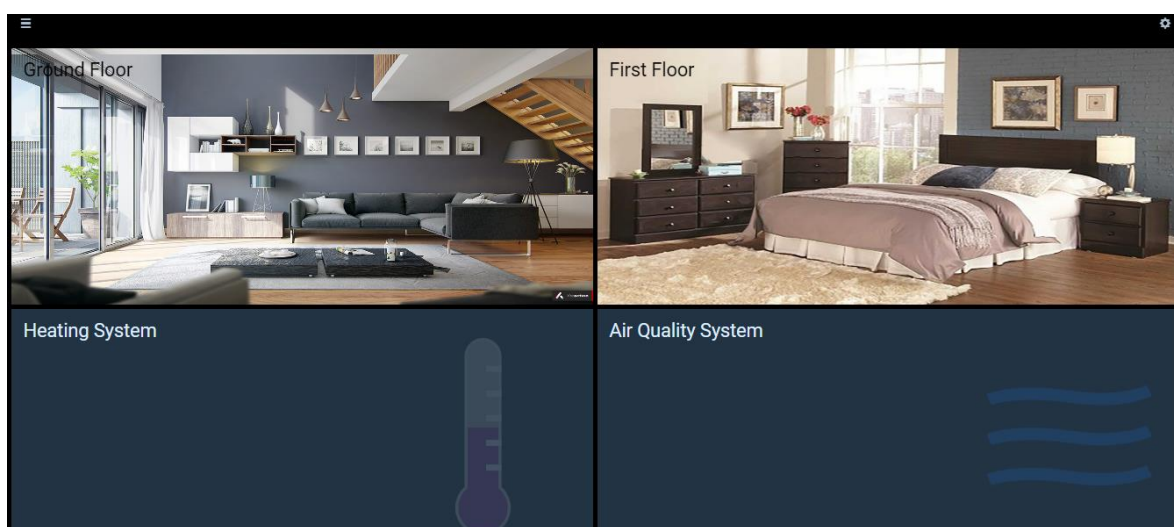 Ground Floor
First Floor
Heating System
Air Quality System